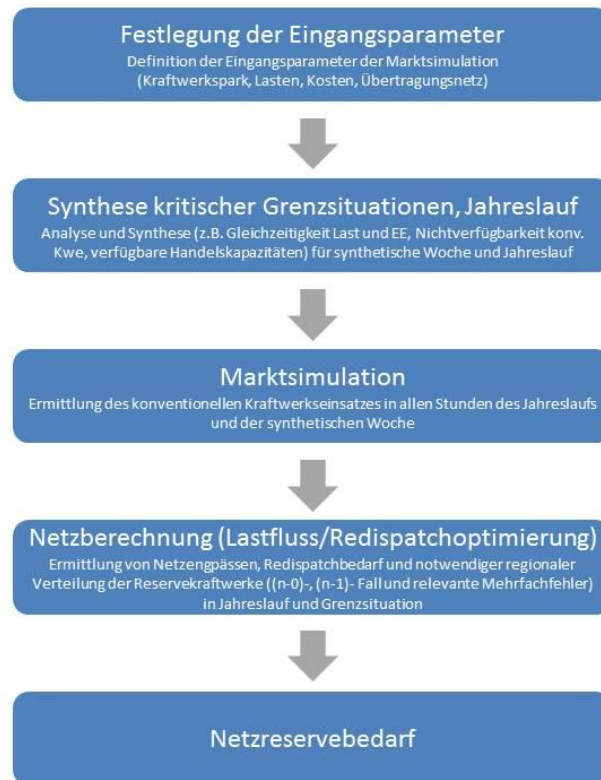 Festlegung der Eingangsparameter
Definition der Eingangsparameter der Marktsimulation
(Kraftwerkspark, Lasten, Kosten, Übertragungsnetz)
Synthese kritischer Grenzsituationen, Jahreslauf
Analyse und Synthese (z.B. Gleichzeitigkeit Last und EE, Nichtverfügbarkeit konv.
Kwe, verfügbare Handelskapazitäten) für synthetische Woche und Jahreslauf
Marktsimulation
Ermittlung des konventionellen Kraftwerkseinsatzes in allen Stunden des Jahreslaufs
und der synthetischen Woche
Netzberechnung (Lastfluss/Redispatchoptimierung)
Ermittlung von Netzengpässen, Redispatchbedarf und notwendiger regionaler
Verteilung der Reservekraftwerke ((n-0)-, (n-1)- Fall und relevante Mehrfachfehler)
in Jahreslauf und Grenzsituation
Netzreservebedarf